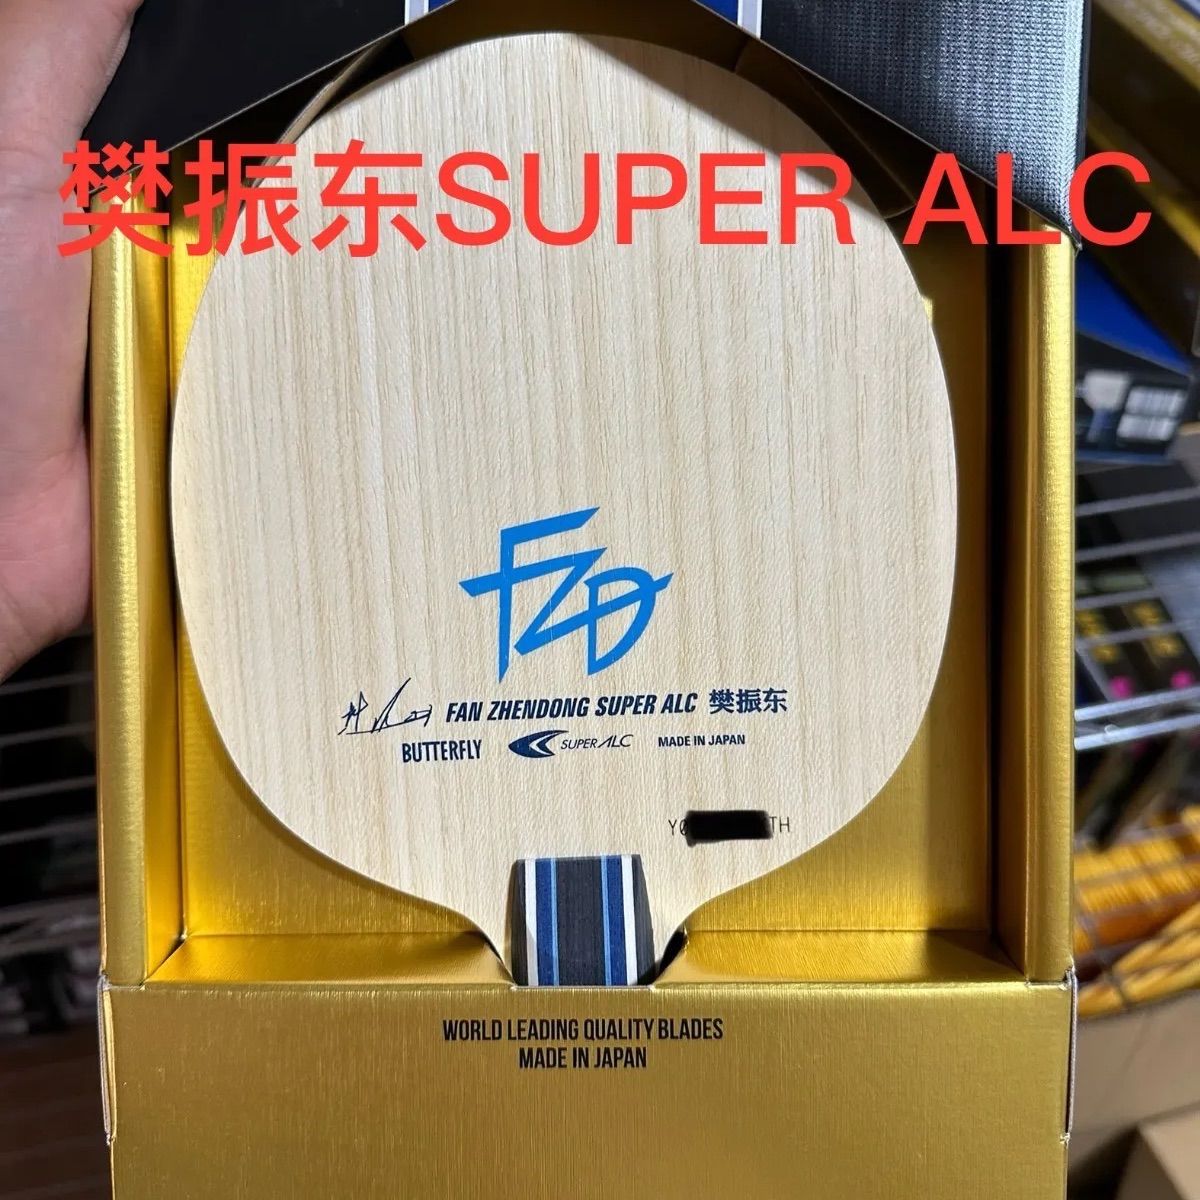 樊振东SUPER ALC
FZD
FAN ZHENDONG SUPER ALC 樊振东
BUTTERFLY SUPER ALC MADE IN JAPAN
TH
WORLD LEADING QUALITY BLADES
MADE IN JAPAN